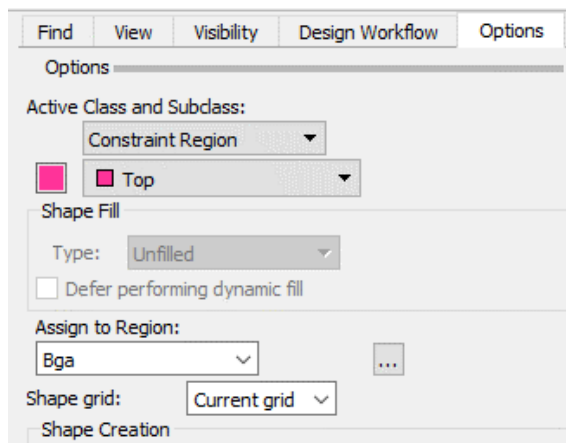 Find View Visibility Design Workflow Options
Options
Active Class and Subclass:
Constraint Region
Top
Shape Fill
Type: Unfilled
Defer performing dynamic fill
Assign to Region:
Bga ...
Shape grid: Current grid
Shape Creation